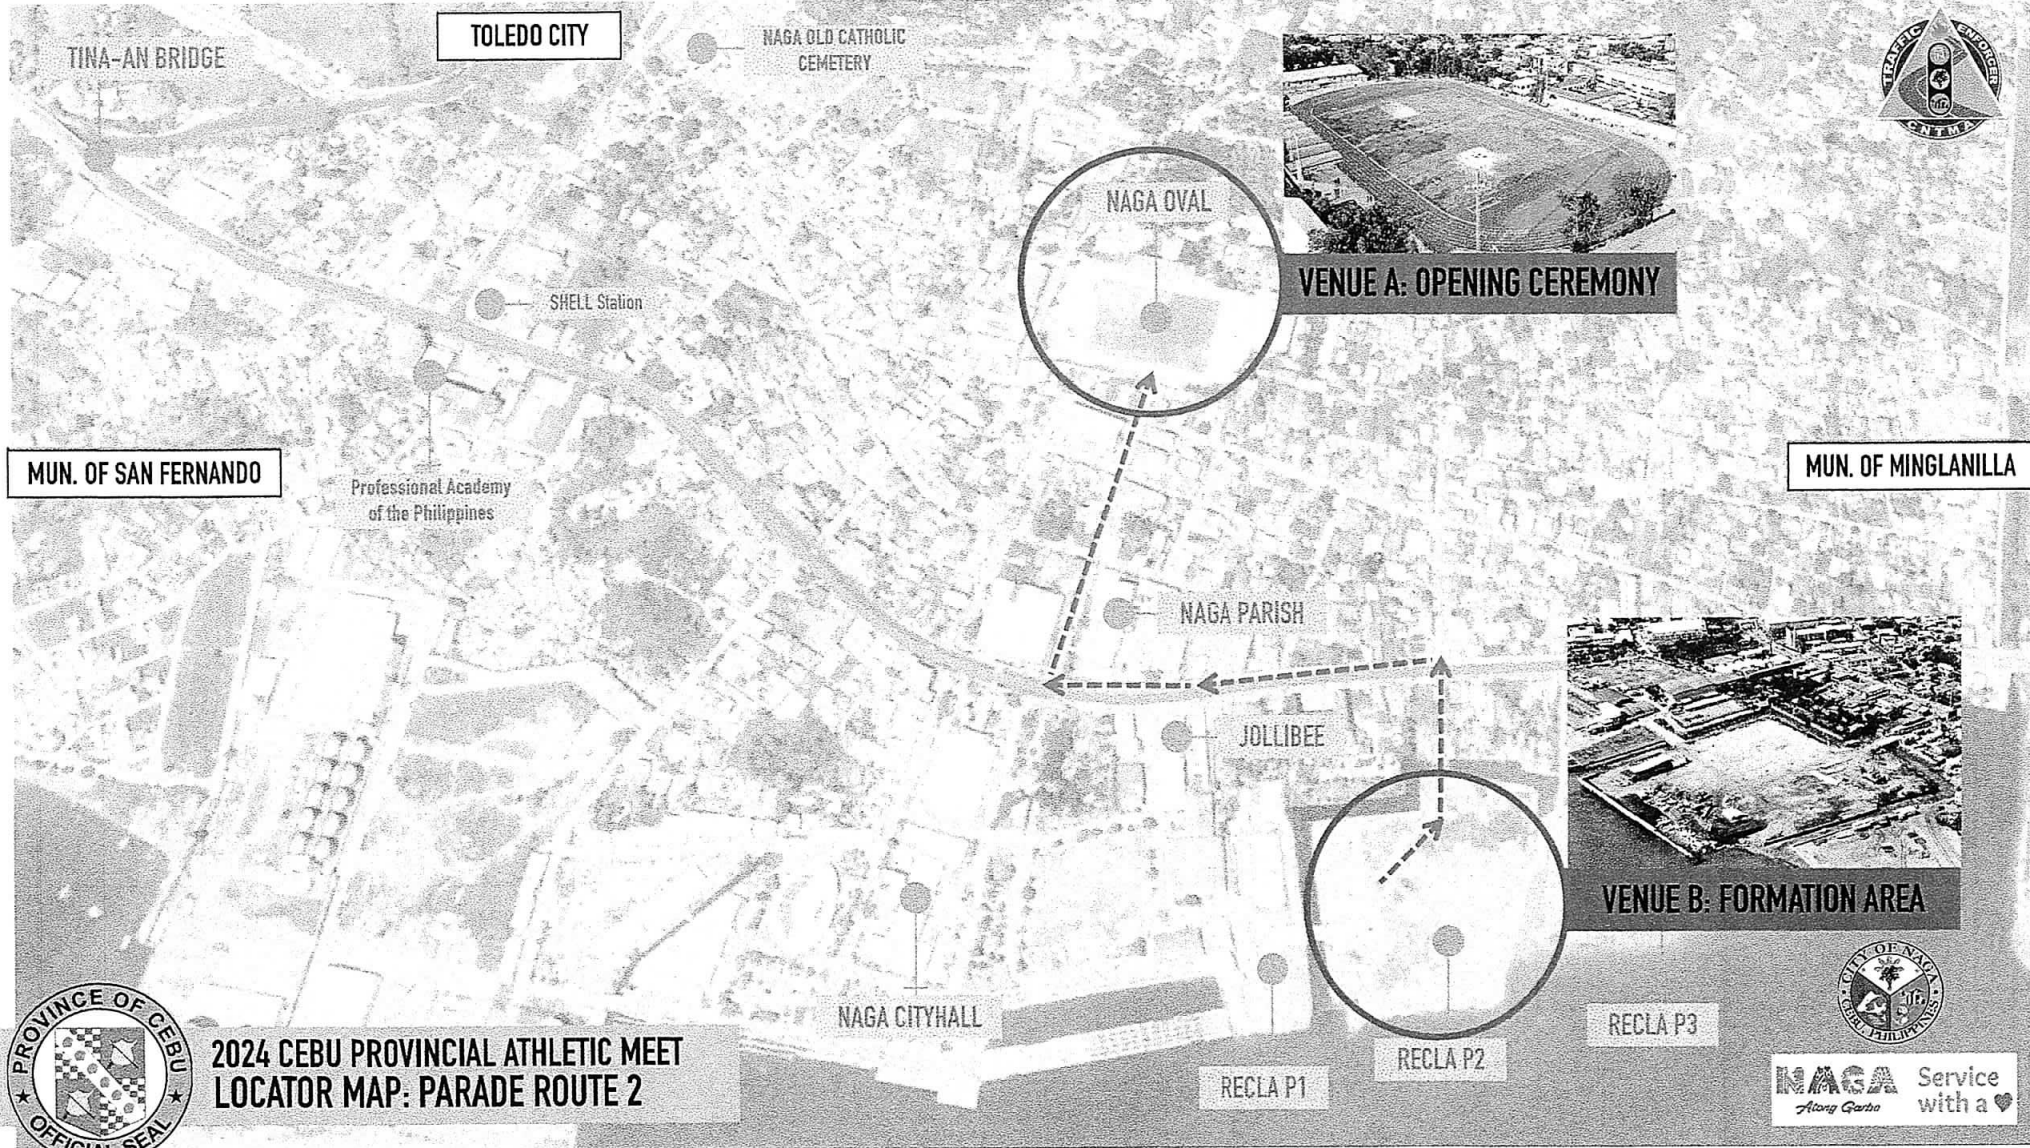 TOLEDO CITY
TINA-AN BRIDGE
NAGA OLD CATHOLIC
CEMETERY
TRAFFIC ENFORCER
CNTMA
NAGA OVAL
VENUE A: OPENING CEREMONY
SHELL Station
MUN. OF SAN FERNANDO
Professional Academy
of the Philippines
MUN. OF MINGLANILLA
NAGA PARISH
JOLLIBEE
VENUE B: FORMATION AREA
NAGA CITYHALL
RECLA P1
RECLA P2
RECLA P3
CITY OF NAGA
CEBU PHILIPPINES
PROVINCE OF CEBU
OFFICIAL SEAL
2024 CEBU PROVINCIAL ATHLETIC MEET
LOCATOR MAP: PARADE ROUTE 2
NAGA
Atong Garbo
Service
with a